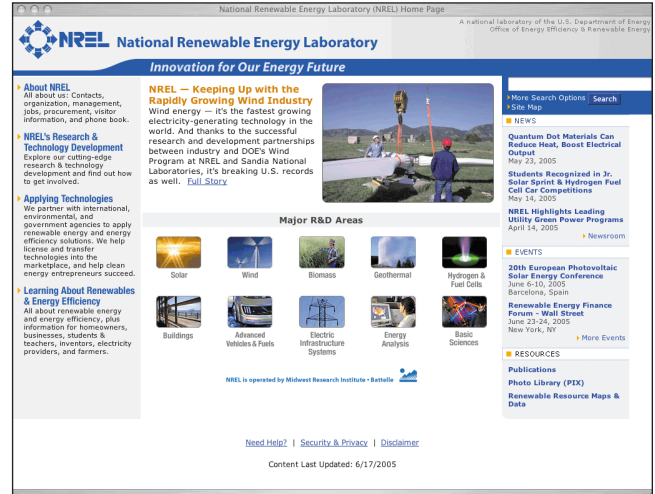 National Renewable Energy Laboratory (NREL) Home Page
A national laboratory of the U.S. Department of Energy
Office of Energy Efficiency & Renewable Energy
NREL National Renewable Energy Laboratory
Innovation for Our Energy Future
About NREL
All about us: Contacts,
organization, management,
jobs, procurement, visitor
information, and phone book.
NREL's Research &
Technology Development
Explore our cutting-edge
research & technology
development and find out how
to get involved.
Applying Technologies
We partner with international,
environmental, and
government agencies to apply
renewable energy and energy
efficiency solutions. We help
license and transfer
technologies into the
marketplace, and help clean
energy entrepreneurs succeed.
Learning About Renewables
& Energy Efficiency
All about renewable energy
and energy efficiency, plus
information for homeowners,
businesses, students &
teachers, inventors, electricity
providers, and farmers.
NREL — Keeping Up with the
Rapidly Growing Wind Industry
Wind energy — it's the fastest growing
electricity-generating technology in the
world. And thanks to the successful
research and development partnerships
between industry and DOE's Wind
Program at NREL and Sandia National
Laboratories, it's breaking U.S. records
as well. Full Story
Major R&D Areas
Solar
Wind
Biomass
Geothermal
Hydrogen &
Fuel Cells
Buildings
Advanced
Vehicles & Fuels
Electric
Infrastructure
Systems
Energy
Analysis
Basic
Sciences
NREL is operated by Midwest Research Institute • Battelle
More Search Options Search
Site Map
NEWS
Quantum Dot Materials Can
Reduce Heat, Boost Electrical
Output
May 23, 2005
Students Recognized in Jr.
Solar Sprint & Hydrogen Fuel
Cell Car Competitions
May 14, 2005
NREL Highlights Leading
Utility Green Power Programs
April 14, 2005
Newsroom
EVENTS
20th European Photovoltaic
Solar Energy Conference
June 6-10, 2005
Barcelona, Spain
Renewable Energy Finance
Forum - Wall Street
June 23-24, 2005
New York, NY
More Events
RESOURCES
Publications
Photo Library (PIX)
Renewable Resource Maps &
Data
Need Help? | Security & Privacy | Disclaimer
Content Last Updated: 6/17/2005